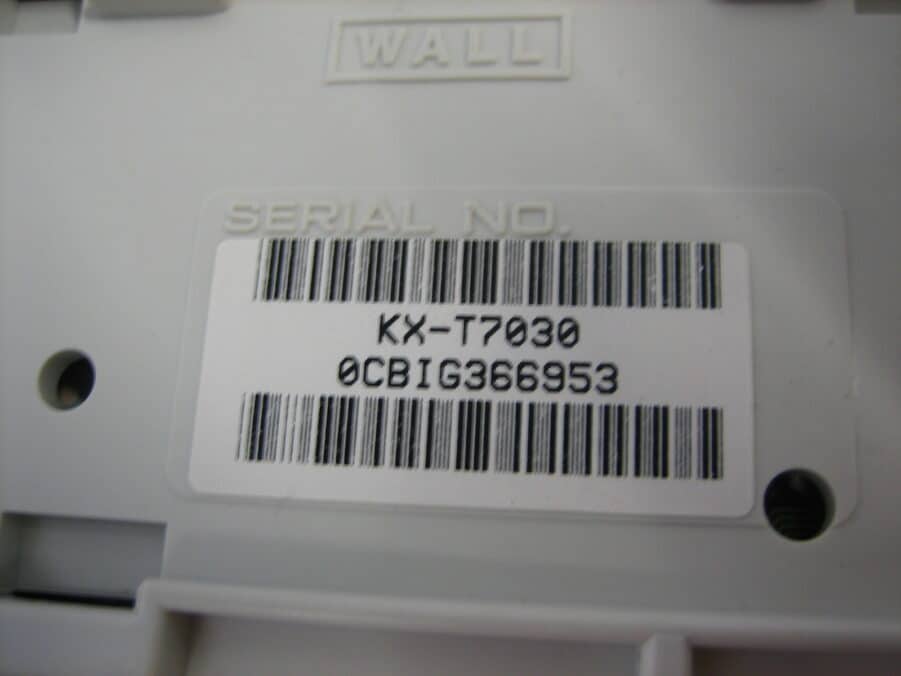 WALL
SERIAL NO.
KX-T7030
0CBIG366953